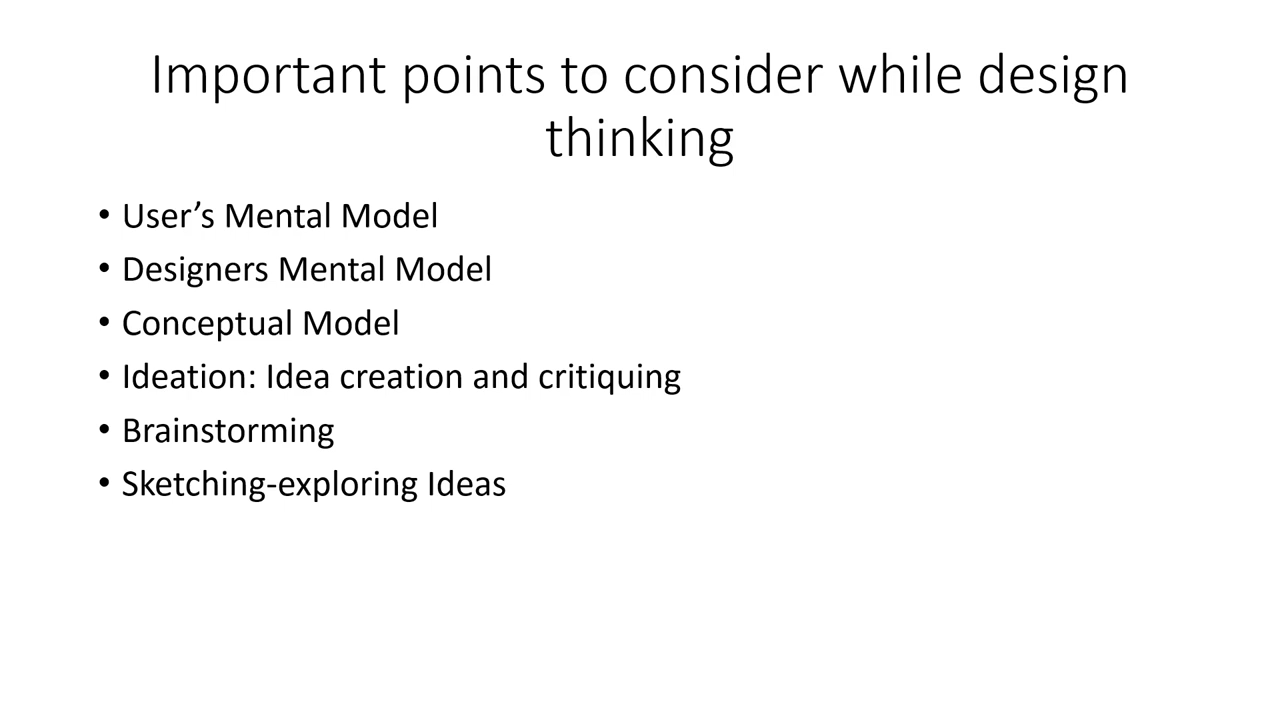 Important points to consider while design
thinking
• User’s Mental Model
• Designers Mental Model
• Conceptual Model
• Ideation: Idea creation and critiquing
• Brainstorming
• Sketching-exploring Ideas